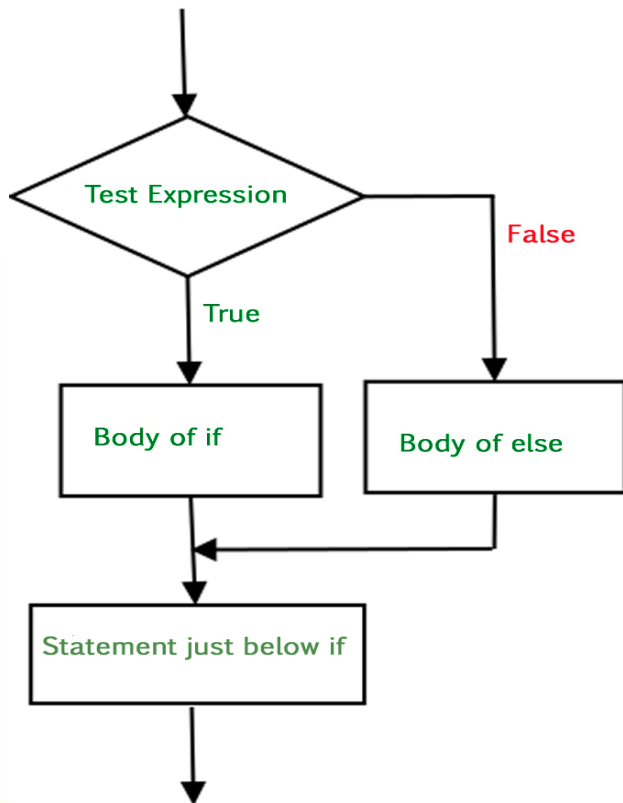 Test Expression
False
True
Body of if
Body of else
Statement just below if